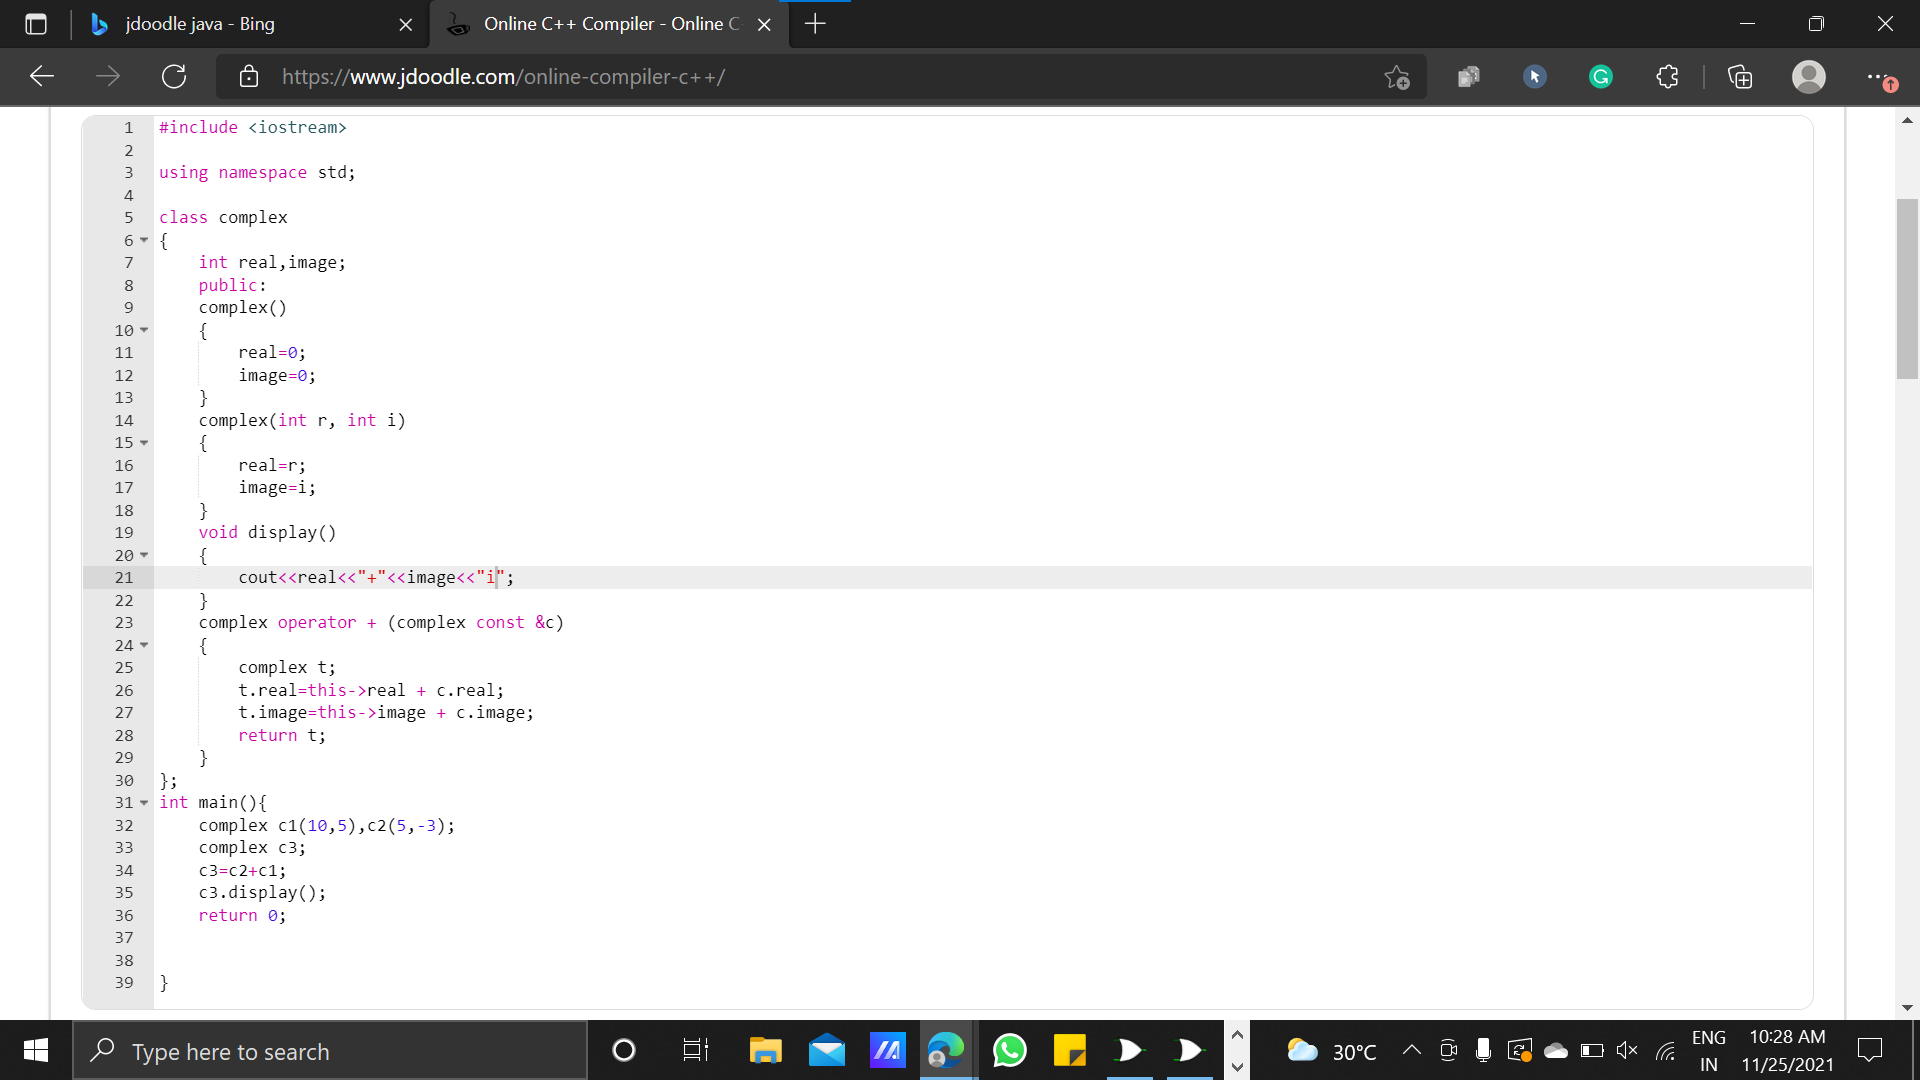 jdoodle java - Bing
Online C++ Compiler - Online C
https://www.jdoodle.com/online-compiler-c++/
1 #include <iostream>
2
3 using namespace std;
4
5 class complex
6 {
7     int real,image;
8     public:
9     complex()
10     {
11         real=0;
12         image=0;
13     }
14     complex(int r, int i)
15     {
16         real=r;
17         image=i;
18     }
19     void display()
20     {
21         cout<<real<<"+"<<image<<"i";
22     }
23     complex operator + (complex const &c)
24     {
25         complex t;
26         t.real=this->real + c.real;
27         t.image=this->image + c.image;
28         return t;
29     }
30 };
31 int main(){
32     complex c1(10,5),c2(5,-3);
33     complex c3;
34     c3=c2+c1;
35     c3.display();
36     return 0;
37
38
39 }
Type here to search
30°C
ENG
IN
10:28 AM
11/25/2021